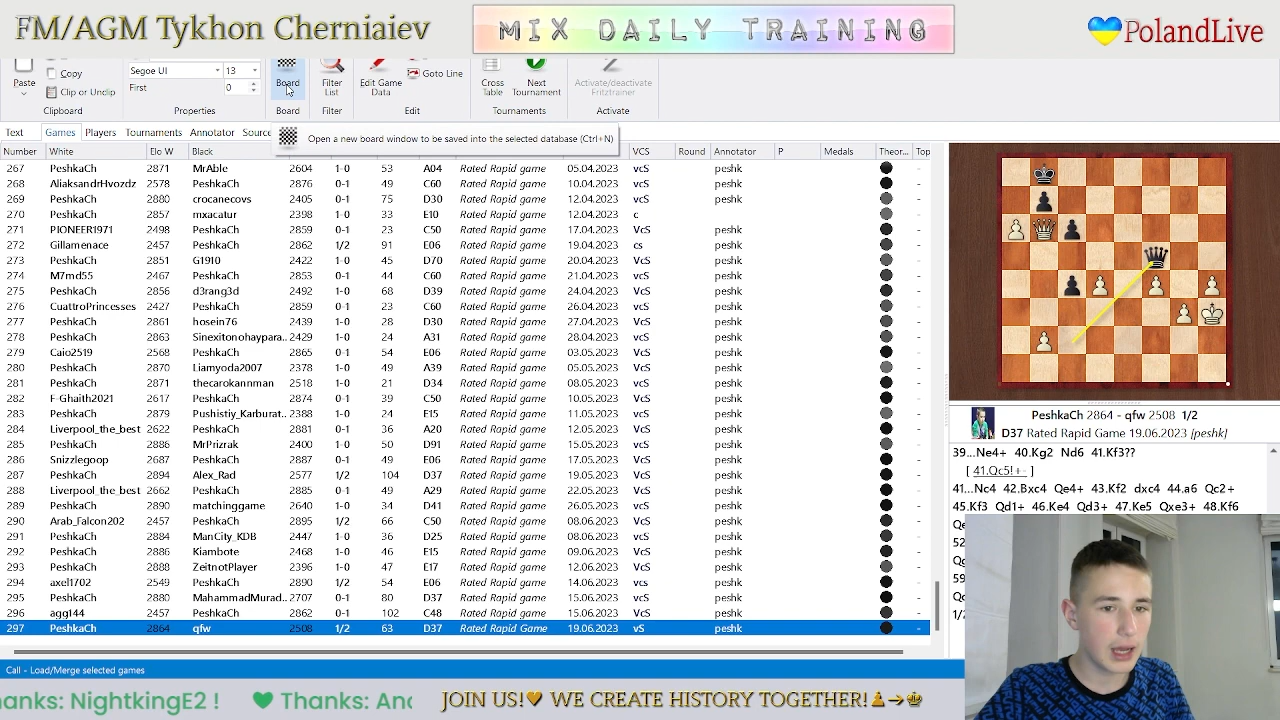 FM/AGM Tykhon Cherniaiev
MIX DAILY TRAINING
PolandLive
Paste
Copy
Clip or Unclip
Clipboard
Segoe UI 13
First 0
Properties
Board
Board
Filter List
Filter
Edit Game Data
Goto Line
Edit
Cross Table
Next Tournament
Tournaments
Activate/deactivate Fritztrainer
Activate
Text Games Players Tournaments Annotator Source
Open a new board window to be saved into the selected database (Ctrl+N)
Number White Elo W Black VCS Round Annotator P Medals Theor... Top
267 PeshkaCh 2871 MrAble 2604 1-0 53 A04 Rated Rapid game 05.04.2023 vcS peshk -
268 AliaksandrHvozdz 2578 PeshkaCh 2876 0-1 49 C60 Rated Rapid game 10.04.2023 vcS peshk -
269 PeshkaCh 2880 crocanecovs 2405 0-1 75 D30 Rated Rapid game 12.04.2023 vcS peshk -
270 PeshkaCh 2857 mxacatur 2398 1-0 33 E10 Rated Rapid game 12.04.2023 c -
271 PIONEER1971 2498 PeshkaCh 2859 0-1 23 C50 Rated Rapid game 17.04.2023 VcS peshk -
272 Gillamenace 2457 PeshkaCh 2862 1/2 91 E06 Rated Rapid game 19.04.2023 cs peshk -
273 PeshkaCh 2851 G1910 2422 1-0 45 D70 Rated Rapid game 20.04.2023 vcS peshk -
274 M7md55 2467 PeshkaCh 2853 0-1 44 C60 Rated Rapid game 21.04.2023 vcS peshk -
275 PeshkaCh 2856 d3rang3d 2492 1-0 68 D39 Rated Rapid game 24.04.2023 VcS peshk -
276 CuattroPrincesses 2427 PeshkaCh 2859 0-1 23 C60 Rated Rapid game 26.04.2023 vcS peshk -
277 PeshkaCh 2861 hosein76 2439 1-0 28 D30 Rated Rapid game 27.04.2023 VcS peshk -
278 PeshkaCh 2863 Sinexitonohaypara.. 2429 1-0 24 A31 Rated Rapid game 28.04.2023 VcS peshk -
279 Caio2519 2568 PeshkaCh 2865 0-1 54 E06 Rated Rapid game 03.05.2023 vcS peshk -
280 PeshkaCh 2870 Liamyoda2007 2378 1-0 49 A39 Rated Rapid game 05.05.2023 vcS peshk -
281 PeshkaCh 2871 thecarokannman 2518 1-0 21 D34 Rated Rapid game 08.05.2023 vcS peshk -
282 F-Ghaith2021 2617 PeshkaCh 2874 0-1 39 C50 Rated Rapid game 10.05.2023 VcS peshk -
283 PeshkaCh 2879 Pushistiy_Karburat.. 2388 1-0 24 E12 Rated Rapid game 11.05.2023 vcS peshk -
284 Liverpool_the_best 2622 PeshkaCh 2881 0-1 36 A20 Rated Rapid game 12.05.2023 VcS peshk -
285 PeshkaCh 2886 MrPrizrak 2400 1-0 50 D91 Rated Rapid game 15.05.2023 vcS peshk -
286 Snizzlegoop 2687 PeshkaCh 2887 0-1 49 E06 Rated Rapid game 17.05.2023 VcS peshk -
287 PeshkaCh 2894 Alex_Rad 2577 1/2 104 D37 Rated Rapid game 19.05.2023 VcS peshk -
288 Liverpool_the_best 2662 PeshkaCh 2885 0-1 49 A29 Rated Rapid game 22.05.2023 VcS peshk -
289 PeshkaCh 2890 matchinggame 2640 1-0 34 D41 Rated Rapid game 26.05.2023 VcS peshk -
290 Arab_Falcon202 2457 PeshkaCh 2895 1/2 66 C50 Rated Rapid game 08.06.2023 vcS peshk -
291 PeshkaCh 2884 ManCity_KDB 2447 1-0 36 D25 Rated Rapid game 08.06.2023 VcS peshk -
292 PeshkaCh 2886 Kiambote 2468 1-0 46 E15 Rated Rapid game 09.06.2023 VcS peshk -
293 PeshkaCh 2888 ZeitnotPlayer 2396 1-0 47 E17 Rated Rapid game 12.06.2023 VcS peshk -
294 axel1702 2549 PeshkaCh 2890 1/2 54 E06 Rated Rapid game 14.06.2023 vcs peshk -
295 PeshkaCh 2880 MahammadMurad.. 2707 0-1 80 D37 Rated Rapid game 15.06.2023 VcS peshk -
296 agg144 2457 PeshkaCh 2862 0-1 102 C48 Rated Rapid game 15.06.2023 VcS peshk -
297 PeshkaCh 2864 qfw 2508 1/2 63 D37 Rated Rapid Game 19.06.2023 vS peshk -
PeshkaCh 2864 - qfw 2508 1/2
D37 Rated Rapid Game 19.06.2023 [peshk]
39...Ne4+ 40.Kg2 Nd6 41.Kf3??
[ 41.Qc5!+- ]
41...Nc4 42.Bxc4 Qe4+ 43.Kf2 dxc4 44.a6 Qc2+
45.Kf3 Qd1+ 46.Ke4 Qd3+ 47.Ke5 Qxe3+ 48.Kf6
Call - Load/Merge selected games
hanks: NightkingE2 ! Thanks: And
JOIN US! WE CREATE HISTORY TOGETHER!